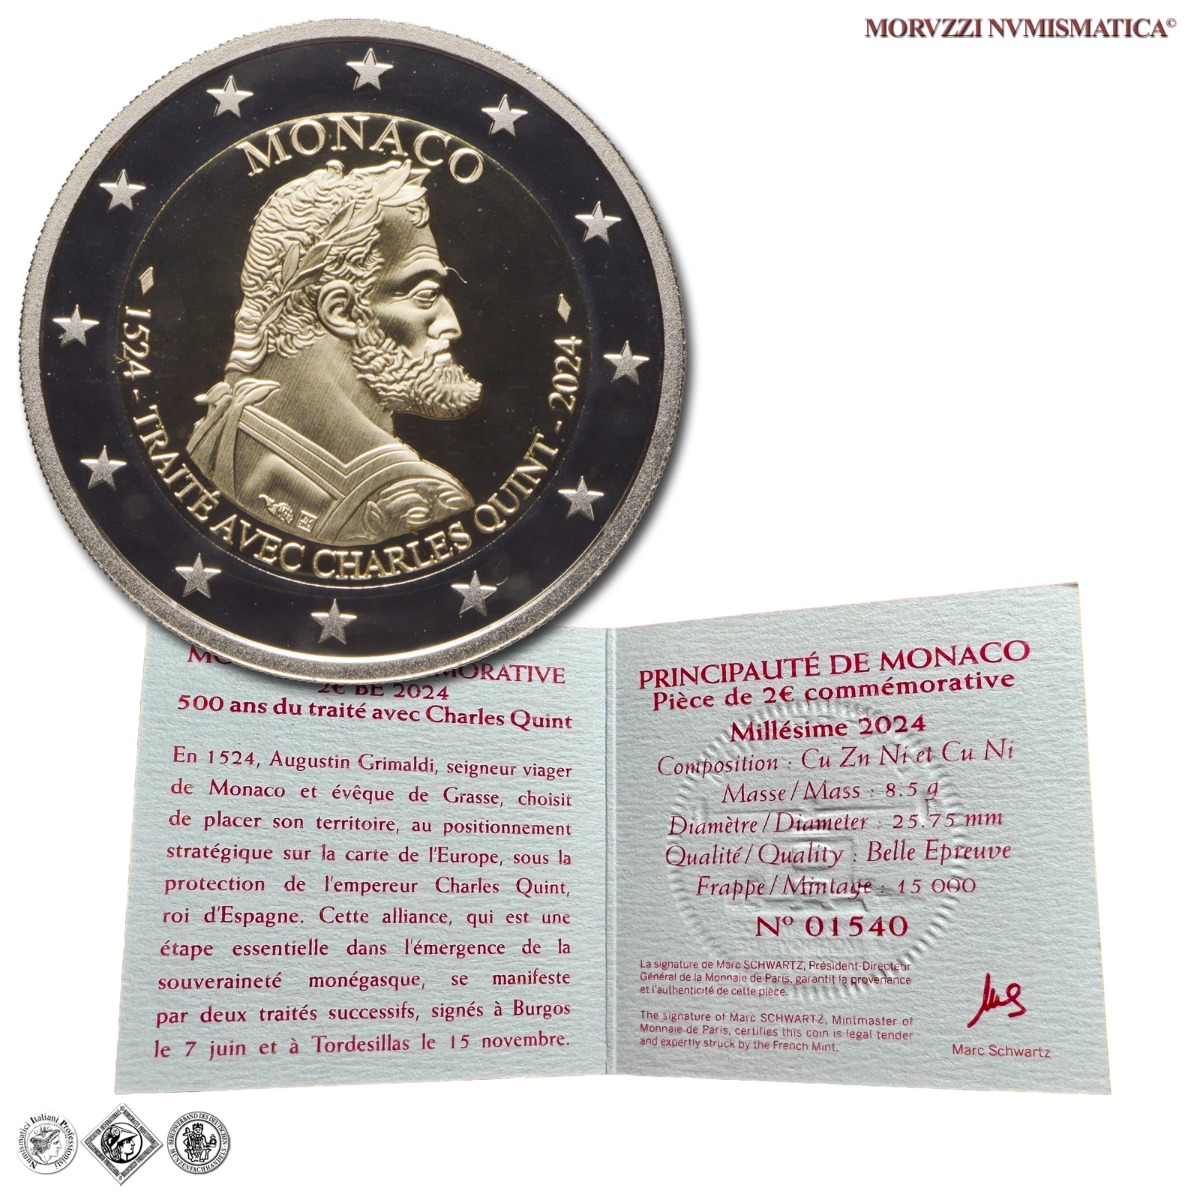 MORVZZI NVMISMATICA©
MONACO
1524 - TRAITÉ AVEC CHARLES QUINT - 2024
MORATIVE
2€ BE 2024
500 ans du traité avec Charles Quint
En 1524, Augustin Grimaldi, seigneur viager
de Monaco et évêque de Grasse, choisit
de placer son territoire, au positionnement
stratégique sur la carte de l'Europe, sous la
protection de l'empereur Charles Quint,
roi d'Espagne. Cette alliance, qui est une
étape essentielle dans l'émergence de la
souveraineté monégasque, se manifeste
par deux traités successifs, signés à Burgos
le 7 juin et à Tordesillas le 15 novembre.
PRINCIPAUTÉ DE MONACO
Pièce de 2€ commémorative
Millésime 2024
Composition : Cu Zn Ni et Cu Ni
Masse/Mass : 8.5 g
Diamètre/Diameter : 25.75 mm
Qualité/Quality : Belle Epreuve
Frappe/Mintage : 15 000
N° 01540
La signature de Marc SCHWARTZ, Président-Directeur
Général de la Monnaie de Paris, garantit la provenance
et l'authenticité de cette pièce.
The signature of Marc SCHWARTZ, Mintmaster of
Monnaie de Paris, certifies this coin is legal tender
and expertly struck by the French Mint.
Marc Schwartz
Numismatici Italiani Professionisti
BERUFSVERBAND DES DEUTSCHEN MÜNZENFACHHANDELS